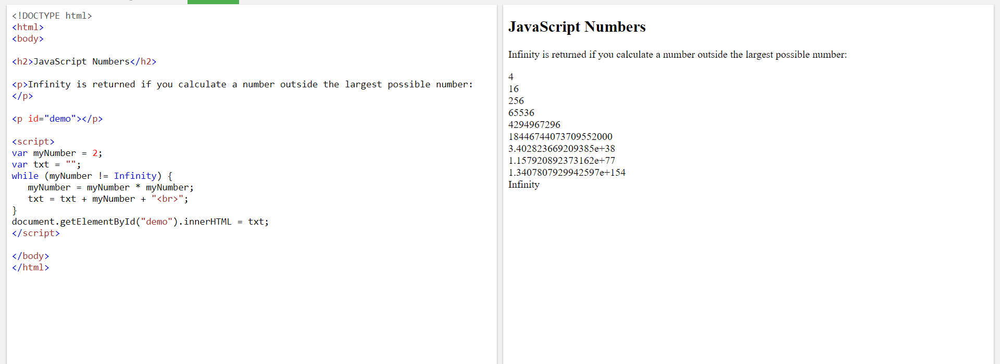 <!DOCTYPE html>
<html>
<body>
<h2>JavaScript Numbers</h2>
<p>Infinity is returned if you calculate a number outside the largest possible number:
</p>
<p id="demo"></p>
<script>
var myNumber = 2;
var txt = "";
while (myNumber != Infinity) {
   myNumber = myNumber * myNumber;
   txt = txt + myNumber + "<br>";
}
document.getElementById("demo").innerHTML = txt;
</script>
</body>
</html>
JavaScript Numbers
Infinity is returned if you calculate a number outside the largest possible number:
4
16
256
65536
4294967296
18446744073709552000
3.402823669209385e+38
1.157920892373162e+77
1.3407807929942597e+154
Infinity